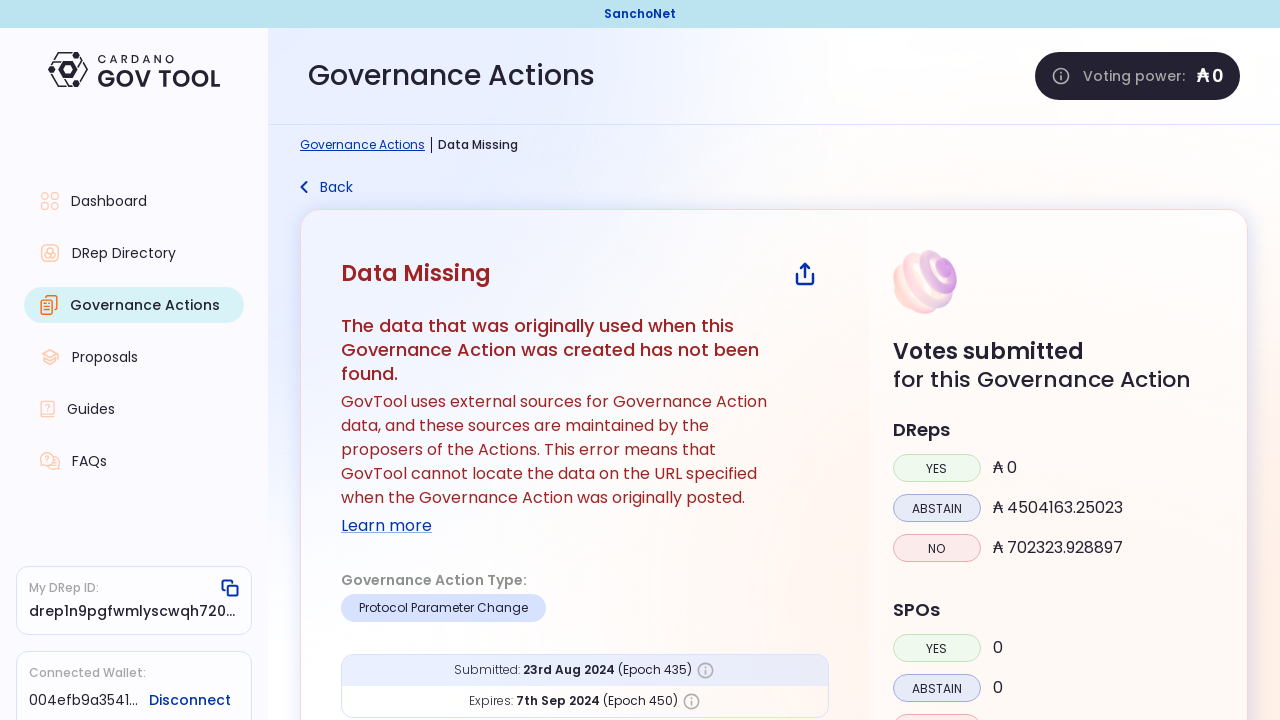 SanchoNet
CARDANO
GOV TOOL
Governance Actions
Voting power: ₳ 0
Governance Actions
Data Missing
Back
Dashboard
DRep Directory
Governance Actions
Proposals
Guides
FAQs
My DRep ID:
drep1n9pgfwmlyscwqh720...
Connected Wallet:
004efb9a3541... Disconnect
Data Missing
The data that was originally used when this
Governance Action was created has not been
found.
GovTool uses external sources for Governance Action
data, and these sources are maintained by the
proposers of the Actions. This error means that
GovTool cannot locate the data on the URL specified
when the Governance Action was originally posted.
Learn more
Governance Action Type:
Protocol Parameter Change
Submitted: 23rd Aug 2024 (Epoch 435)
Expires: 7th Sep 2024 (Epoch 450)
Votes submitted
for this Governance Action
DReps
YES ₳ 0
ABSTAIN ₳ 4504163.25023
NO ₳ 702323.928897
SPOs
YES 0
ABSTAIN 0